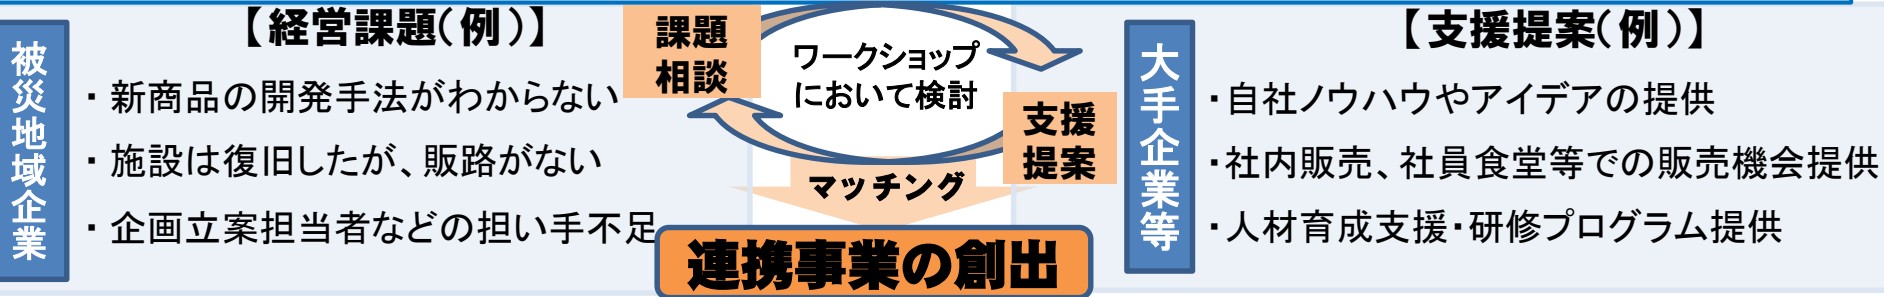 被災地域企業
【経営課題(例)】
・新商品の開発手法がわからない
・施設は復旧したが、販路がない
・企画立案担当者などの担い手不足
課題
相談
ワークショップ
において検討
支援
提案
マッチング
連携事業の創出
大手企業等
【支援提案(例)】
・自社ノウハウやアイデアの提供
・社内販売、社員食堂等での販売機会提供
・人材育成支援・研修プログラム提供